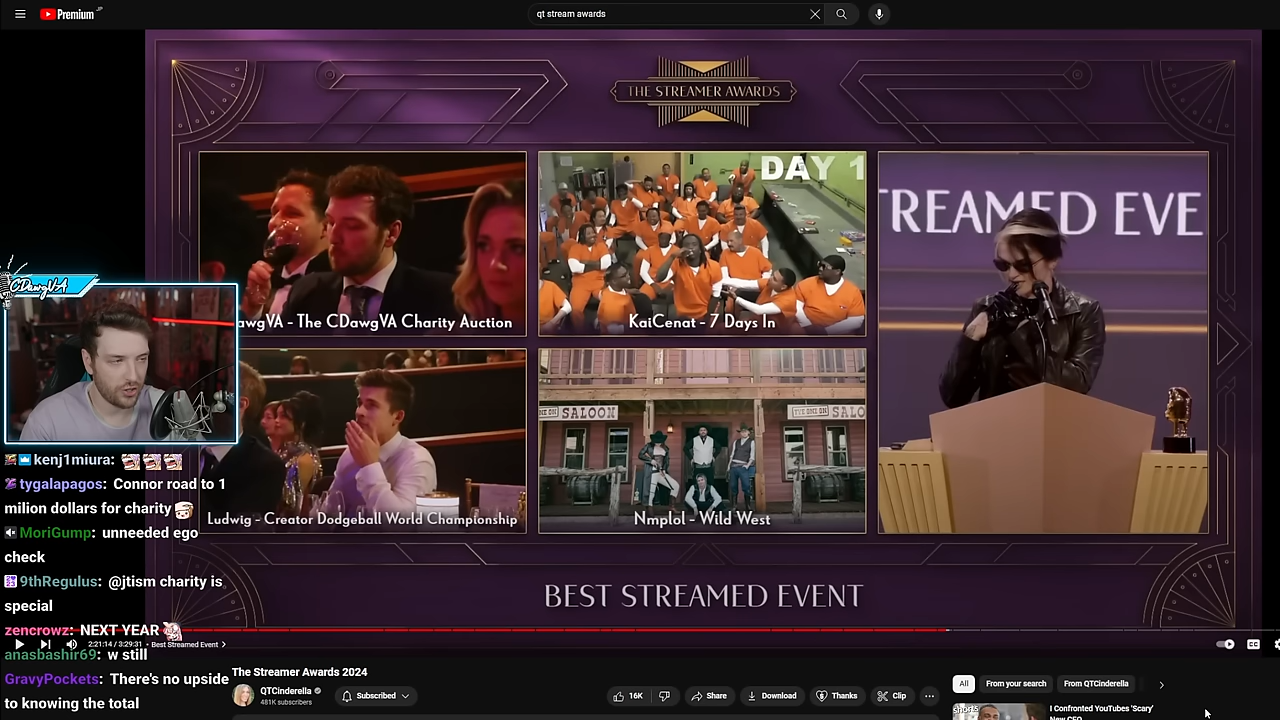 Premium
JP
qt stream awards
THE STREAMER AWARDS
DAY 1
TREAMED EVE
awgVA - The CDawgVA Charity Auction
KaiCenat - 7 Days In
SALOON
SALO
Ludwig - Creator Dodgeball World Championship
Nmplol - Wild West
BEST STREAMED EVENT
CDawgVA
kenj1miura:
tygalapagos: Connor road to 1
milion dollars for charity
MoriGump: unneeded ego
check
9thRegulus: @jtism charity is
special
zencrowz: NEXT YEAR
anasbashir69: w still
GravyPockets: There's no upside
to knowing the total
2:21:14 / 3:29:31 • Best Streamed Event
CC
The Streamer Awards 2024
QTCinderella
481K subscribers
Subscribed
16K
Share
Download
Thanks
Clip
All
From your search
From QTCinderella
I Confronted YouTubes 'Scary'
New CEO